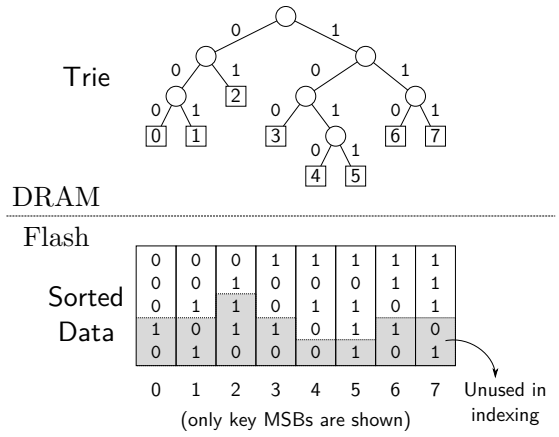 0 1
Trie
0 1 0 1
2
0 1 0 1 0 1
0 1 3 6 7
0 1
4 5
DRAM
Flash
Sorted Data
0 0 0 1 1 1 1 1
0 0 1 0 0 0 1 1
0 1 1 0 1 1 0 1
1 0 1 1 0 1 1 0
0 1 0 0 0 1 0 1
0 1 2 3 4 5 6 7
(only key MSBs are shown)
Unused in
indexing